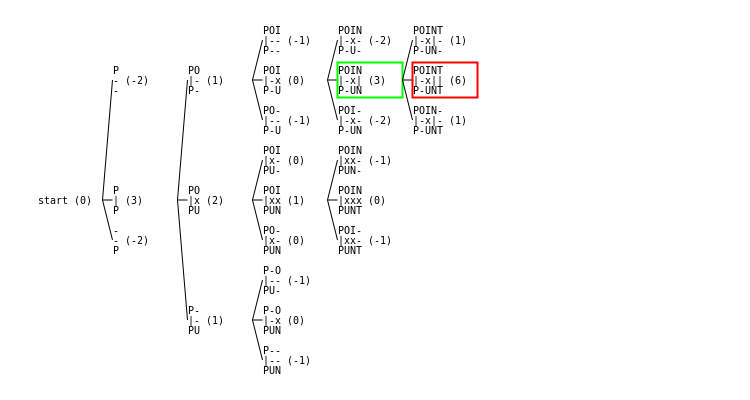 POI
|-- (-1)
P--
POIN
|-x- (-2)
P-U-
POINT
|-x|- (1)
P-UN-
P
- (-2)
-
PO
|- (1)
P-
POI
|-x (0)
P-U
POIN
|-x| (3)
P-UN
POINT
|-x|| (6)
P-UNT
PO-
|-- (-1)
P-U
POI-
|-x- (-2)
P-UN
POIN-
|-x|- (1)
P-UNT
POI
|x- (0)
PU-
POIN
|xx- (-1)
PUN-
start (0)
P
| (3)
P
PO
|x (2)
PU
POI
|xx (1)
PUN
POIN
|xxx (0)
PUNT
-
- (-2)
P
PO-
|x- (0)
PUN
POI-
|xx- (-1)
PUNT
P-O
|-- (-1)
PU-
P-
|- (1)
PU
P-O
|-x (0)
PUN
P--
|-- (-1)
PUN